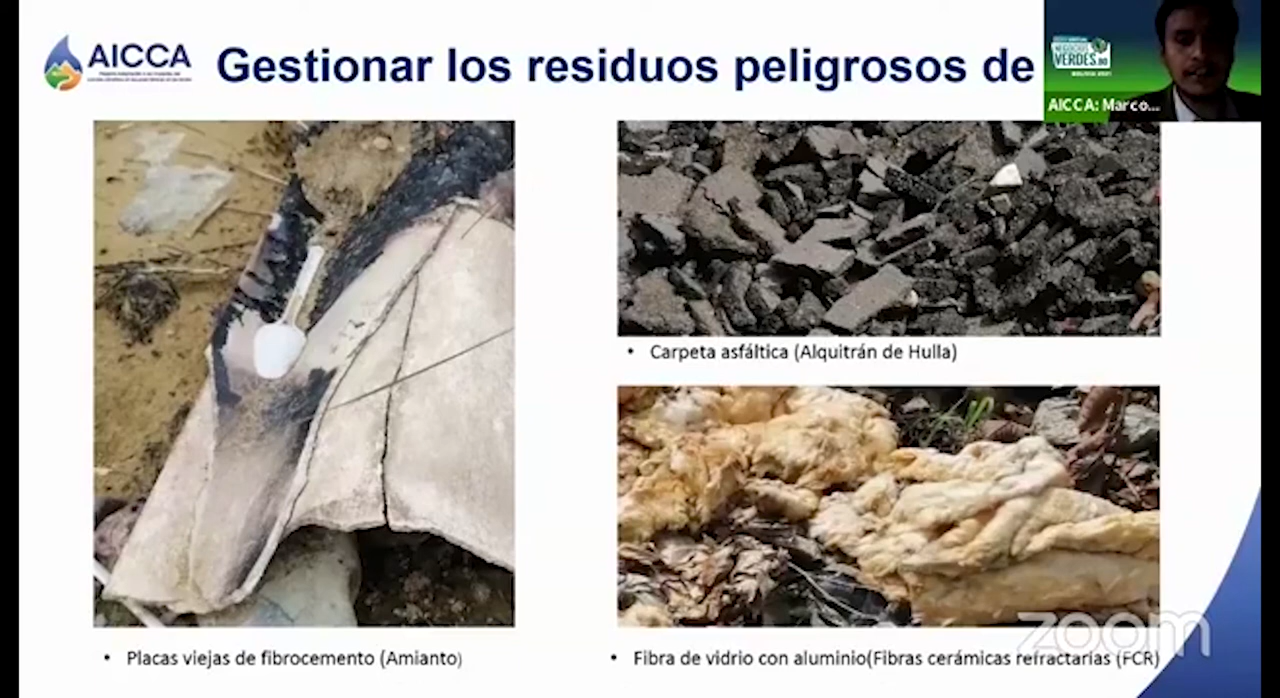 AICCA
Gestionar los residuos peligrosos de
NEGOCIOS
VERDES.BO
AICCA: Marco...
• Carpeta asfáltica (Alquitrán de Hulla)
• Placas viejas de fibrocemento (Amianto)
• Fibra de vidrio con aluminio(Fibras cerámicas refractarias (FCR)
zoom